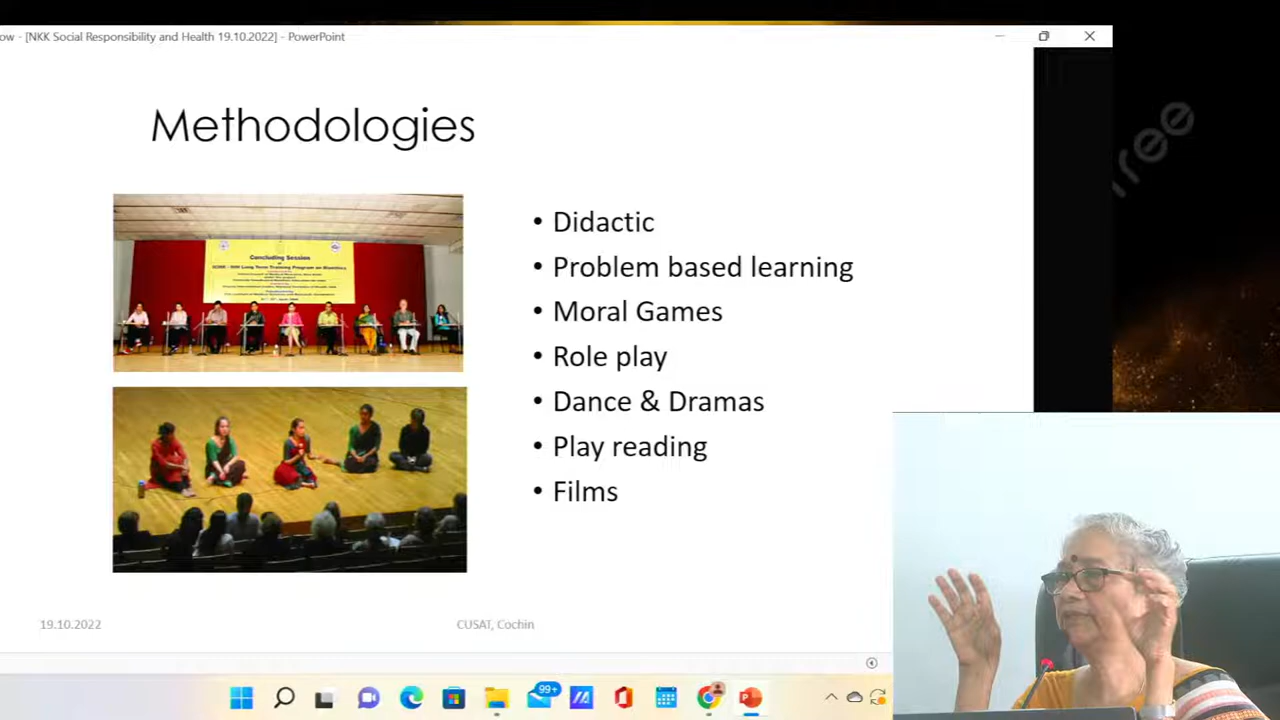 ow - [NKK Social Responsibility and Health 19.10.2022] - PowerPoint
Methodologies
Concluding Session
• Didactic
• Problem based learning
• Moral Games
• Role play
• Dance & Dramas
• Play reading
• Films
19.10.2022
CUSAT, Cochin
99+
ree